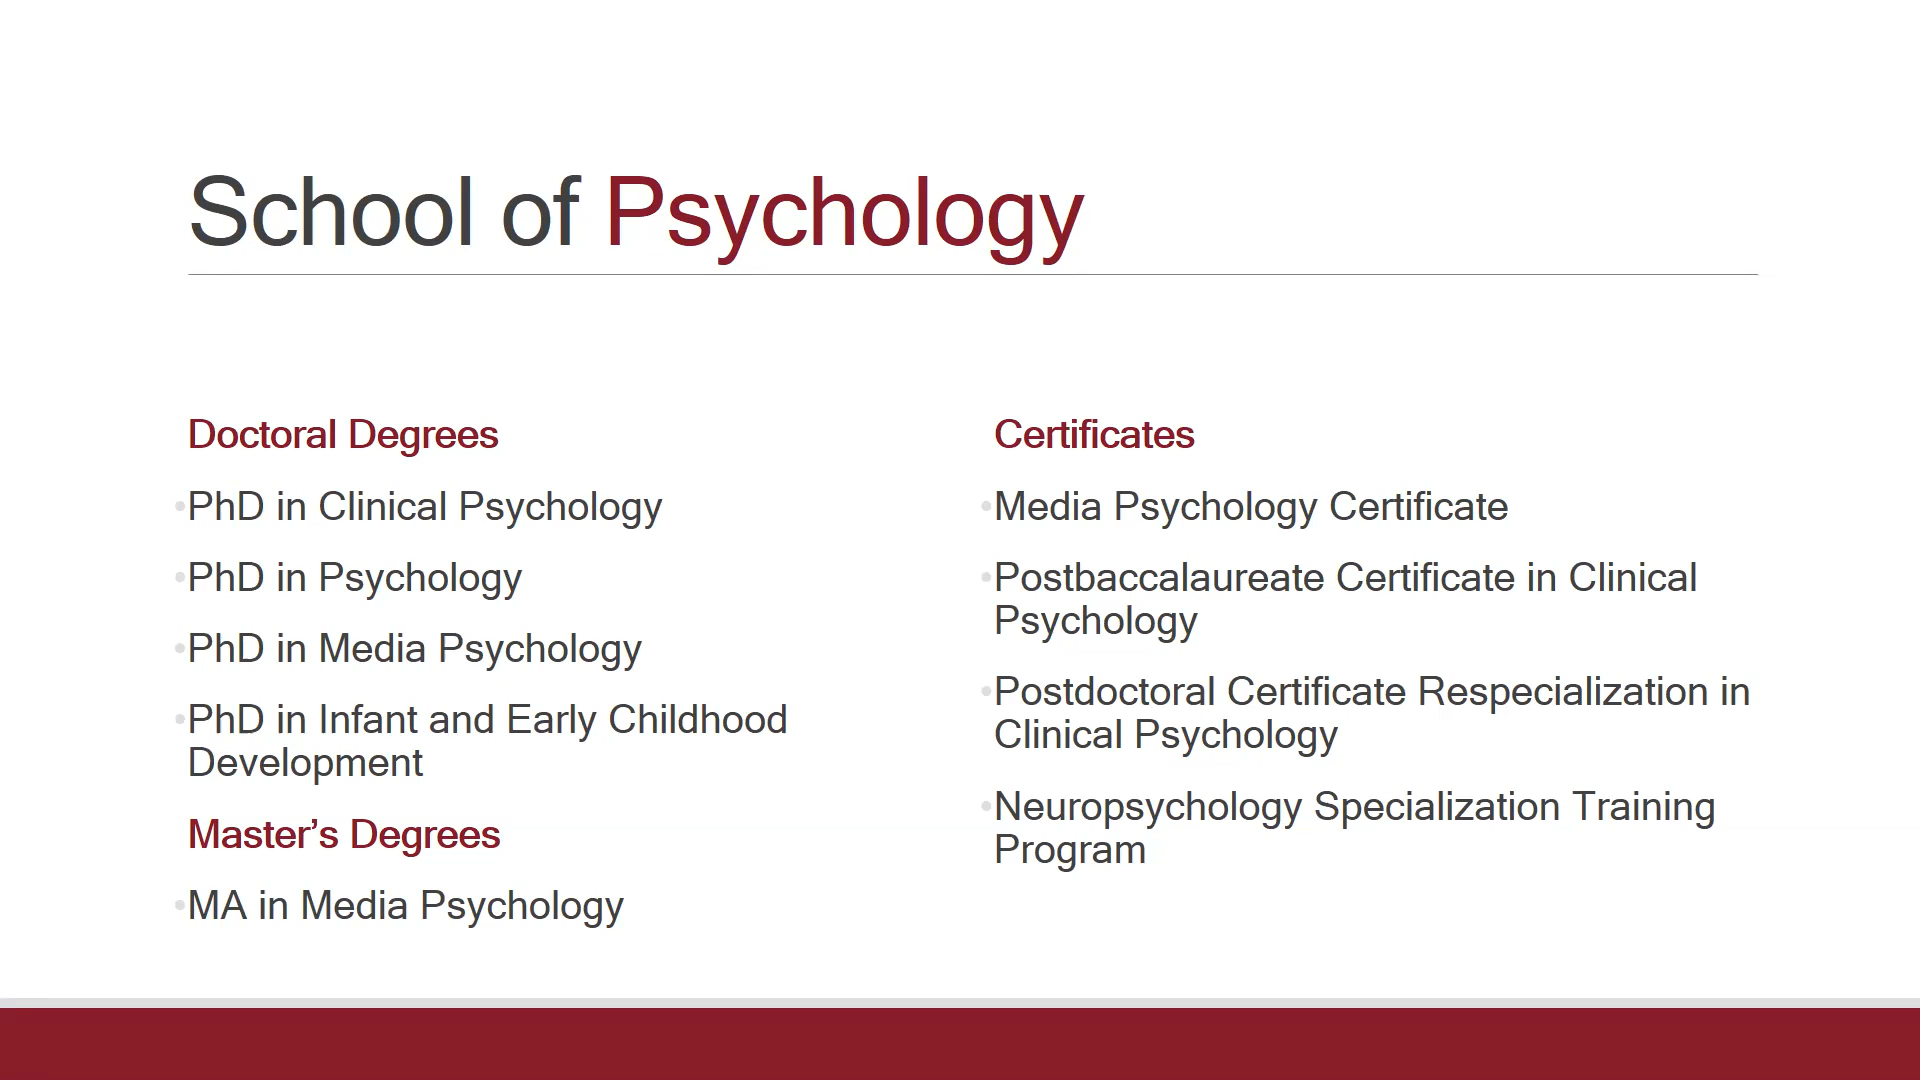 School of Psychology
Doctoral Degrees
•PhD in Clinical Psychology
•PhD in Psychology
•PhD in Media Psychology
•PhD in Infant and Early Childhood
Development
Master’s Degrees
•MA in Media Psychology
Certificates
•Media Psychology Certificate
•Postbaccalaureate Certificate in Clinical
Psychology
•Postdoctoral Certificate Respecialization in
Clinical Psychology
•Neuropsychology Specialization Training
Program